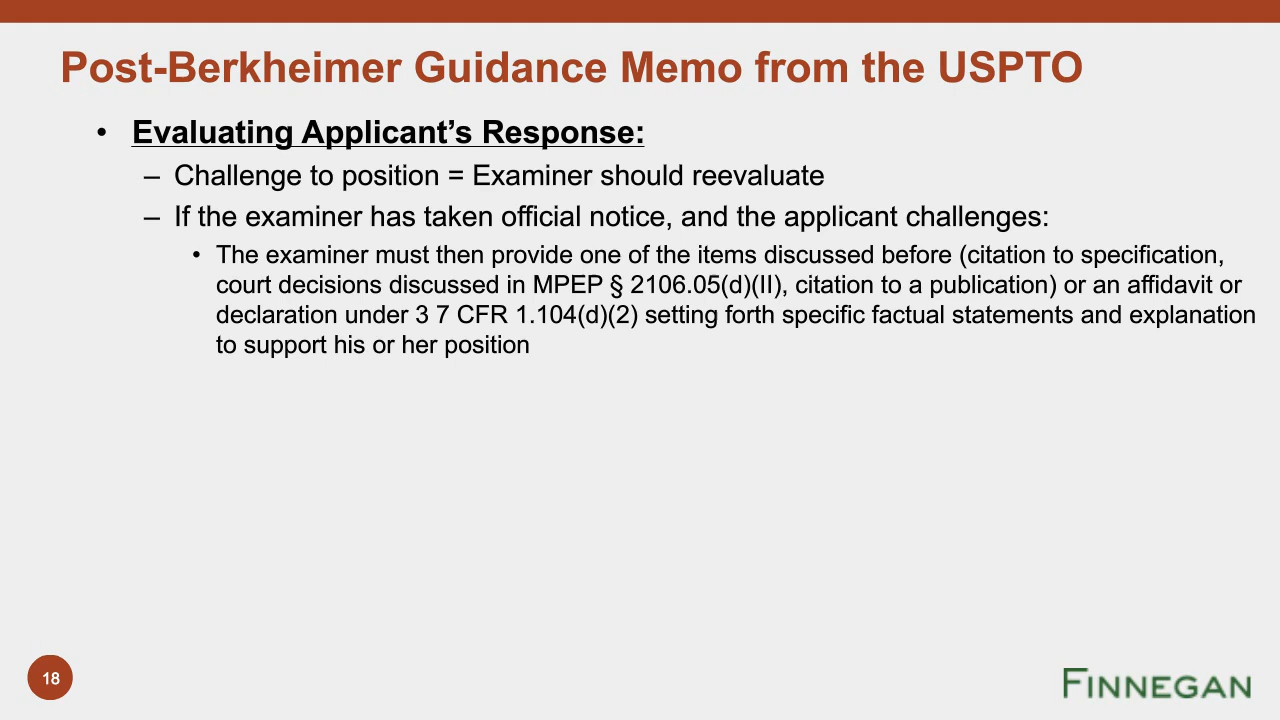 Post-Berkheimer Guidance Memo from the USPTO
• Evaluating Applicant’s Response:
– Challenge to position = Examiner should reevaluate
– If the examiner has taken official notice, and the applicant challenges:
• The examiner must then provide one of the items discussed before (citation to specification,
court decisions discussed in MPEP § 2106.05(d)(II), citation to a publication) or an affidavit or
declaration under 3 7 CFR 1.104(d)(2) setting forth specific factual statements and explanation
to support his or her position
18
FINNEGAN